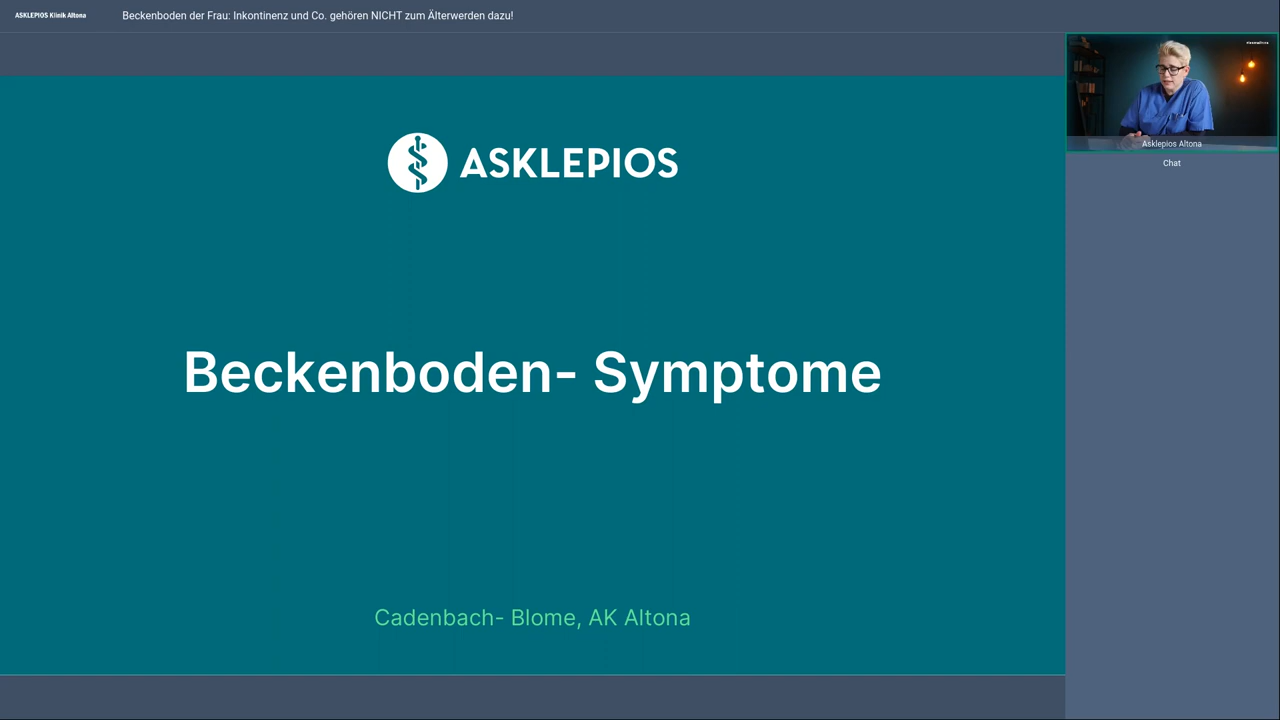 ASKLEPIOS Klinik Altona
Beckenboden der Frau: Inkontinenz und Co. gehören NICHT zum Älterwerden dazu!
Asklepios Altona
Chat
ASKLEPIOS
Beckenboden- Symptome
Cadenbach- Blome, AK Altona